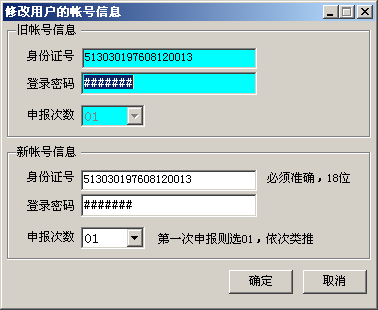 修改用户的帐号信息
旧帐号信息
身份证号 513030197608120013
登录密码 #######
申报次数 01
新帐号信息
身份证号 513030197608120013 必须准确，18位
登录密码 #######
申报次数 01 第一次申报则选01，依次类推
确定 取消